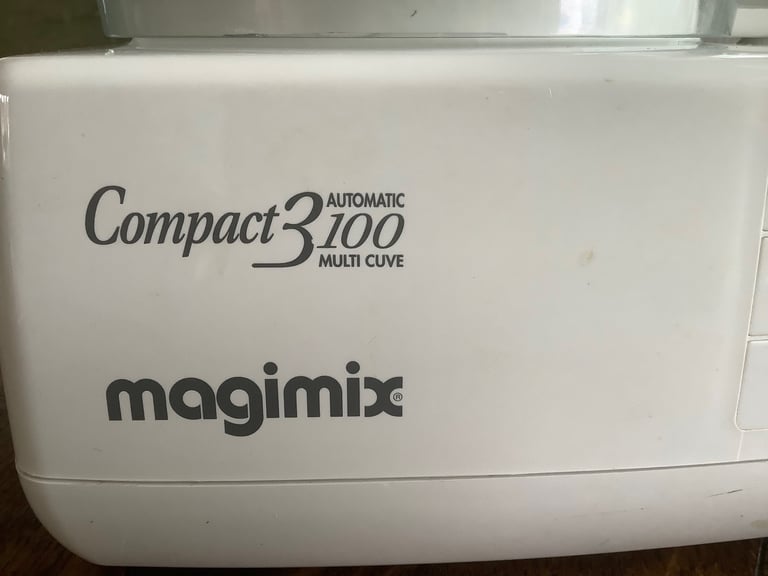 AUTOMATIC
Compact 3100
MULTI CUVE
magimix®